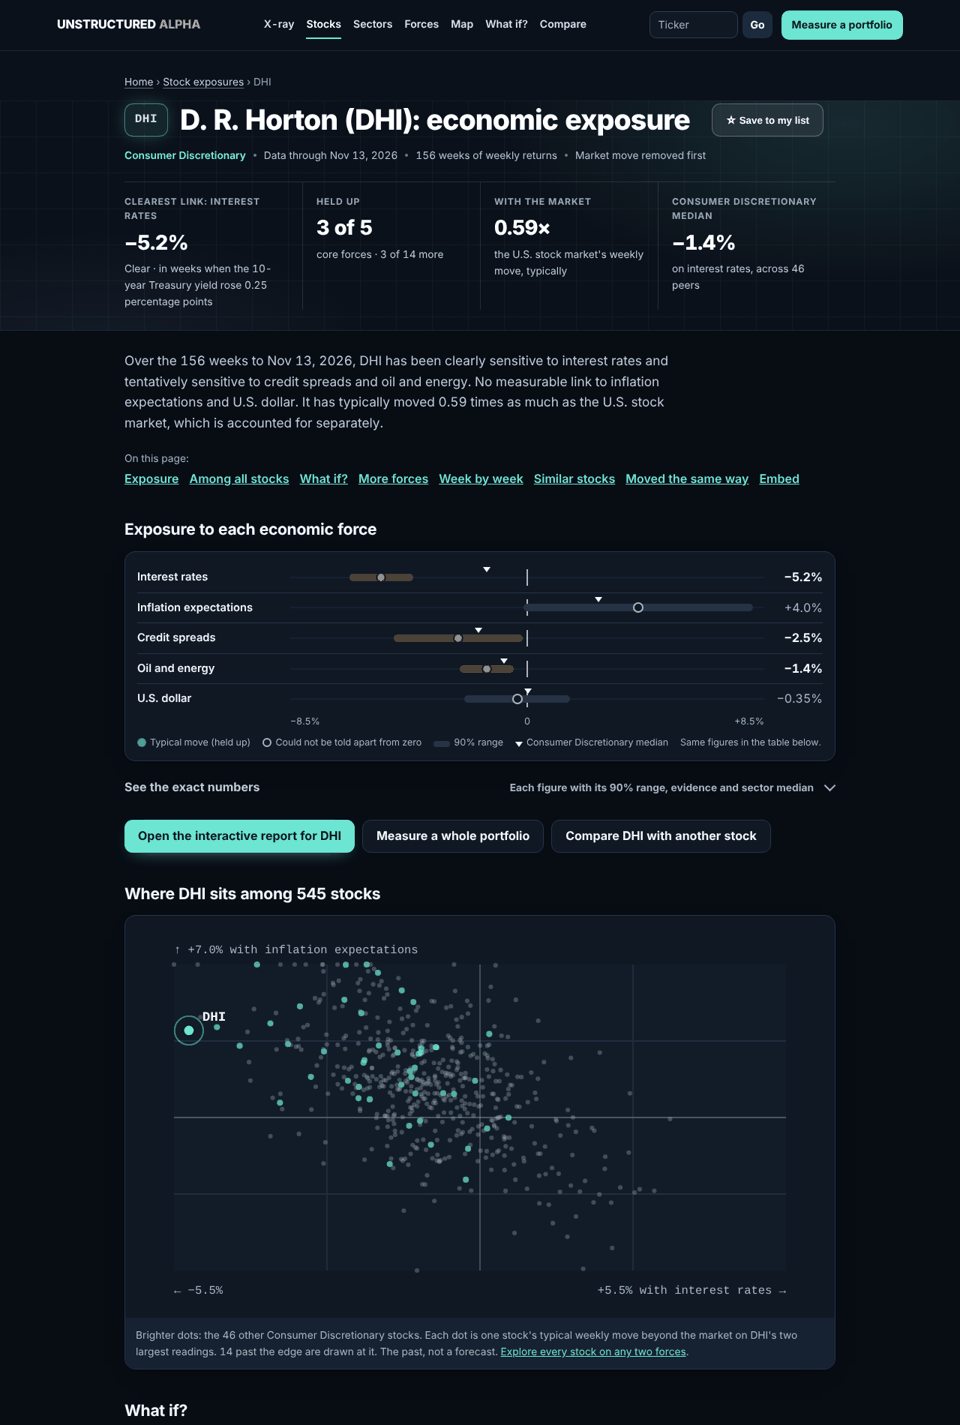 UNSTRUCTURED ALPHA
X-ray Stocks Sectors Forces Map What if? Compare
Ticker Go Measure a portfolio
Home › Stock exposures › DHI
DHI D. R. Horton (DHI): economic exposure ☆ Save to my list
Consumer Discretionary • Data through Nov 13, 2026 • 156 weeks of weekly returns • Market move removed first
CLEAREST LINK: INTEREST
RATES
−5.2%
Clear · in weeks when the 10-
year Treasury yield rose 0.25
percentage points
HELD UP
3 of 5
core forces · 3 of 14 more
WITH THE MARKET
0.59×
the U.S. stock market's weekly
move, typically
CONSUMER DISCRETIONARY
MEDIAN
−1.4%
on interest rates, across 46
peers
Over the 156 weeks to Nov 13, 2026, DHI has been clearly sensitive to interest rates and
tentatively sensitive to credit spreads and oil and energy. No measurable link to inflation
expectations and U.S. dollar. It has typically moved 0.59 times as much as the U.S. stock
market, which is accounted for separately.
On this page:
Exposure Among all stocks What if? More forces Week by week Similar stocks Moved the same way Embed
Exposure to each economic force
Interest rates −5.2%
Inflation expectations +4.0%
Credit spreads −2.5%
Oil and energy −1.4%
U.S. dollar −0.35%
−8.5% 0 +8.5%
Typical move (held up) Could not be told apart from zero 90% range Consumer Discretionary median Same figures in the table below.
See the exact numbers Each figure with its 90% range, evidence and sector median
Open the interactive report for DHI Measure a whole portfolio Compare DHI with another stock
Where DHI sits among 545 stocks
↑ +7.0% with inflation expectations
DHI
← −5.5% +5.5% with interest rates →
Brighter dots: the 46 other Consumer Discretionary stocks. Each dot is one stock's typical weekly move beyond the market on DHI's two
largest readings. 14 past the edge are drawn at it. The past, not a forecast. Explore every stock on any two forces.
What if?